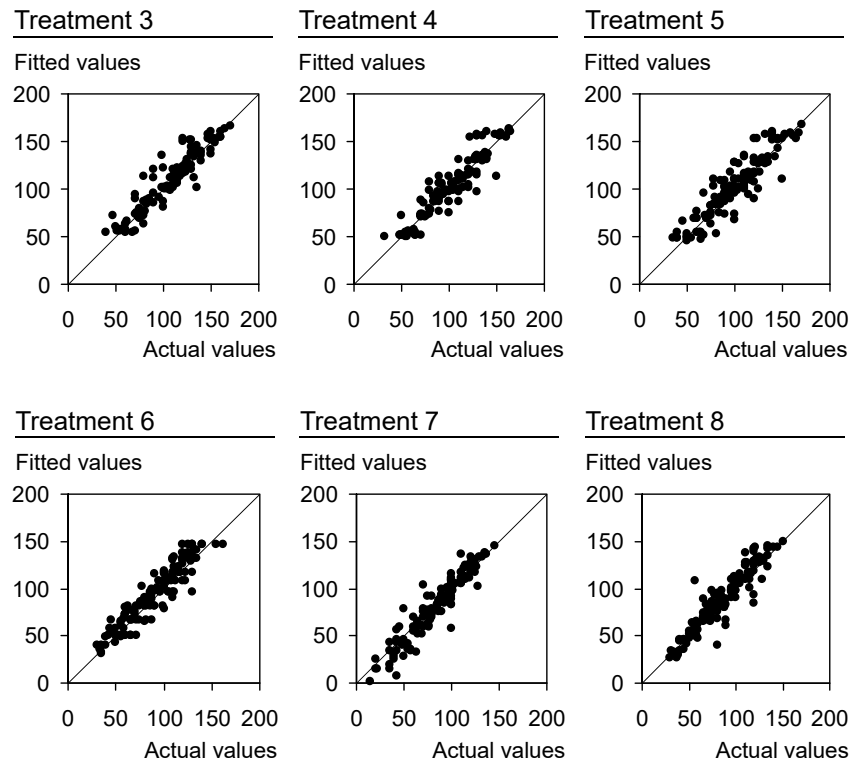 Treatment 3
Fitted values
200
150
100
50
0
0 50 100 150 200
Actual values
Treatment 4
Fitted values
200
150
100
50
0
0 50 100 150 200
Actual values
Treatment 5
Fitted values
200
150
100
50
0
0 50 100 150 200
Actual values
Treatment 6
Fitted values
200
150
100
50
0
0 50 100 150 200
Actual values
Treatment 7
Fitted values
200
150
100
50
0
0 50 100 150 200
Actual values
Treatment 8
Fitted values
200
150
100
50
0
0 50 100 150 200
Actual values